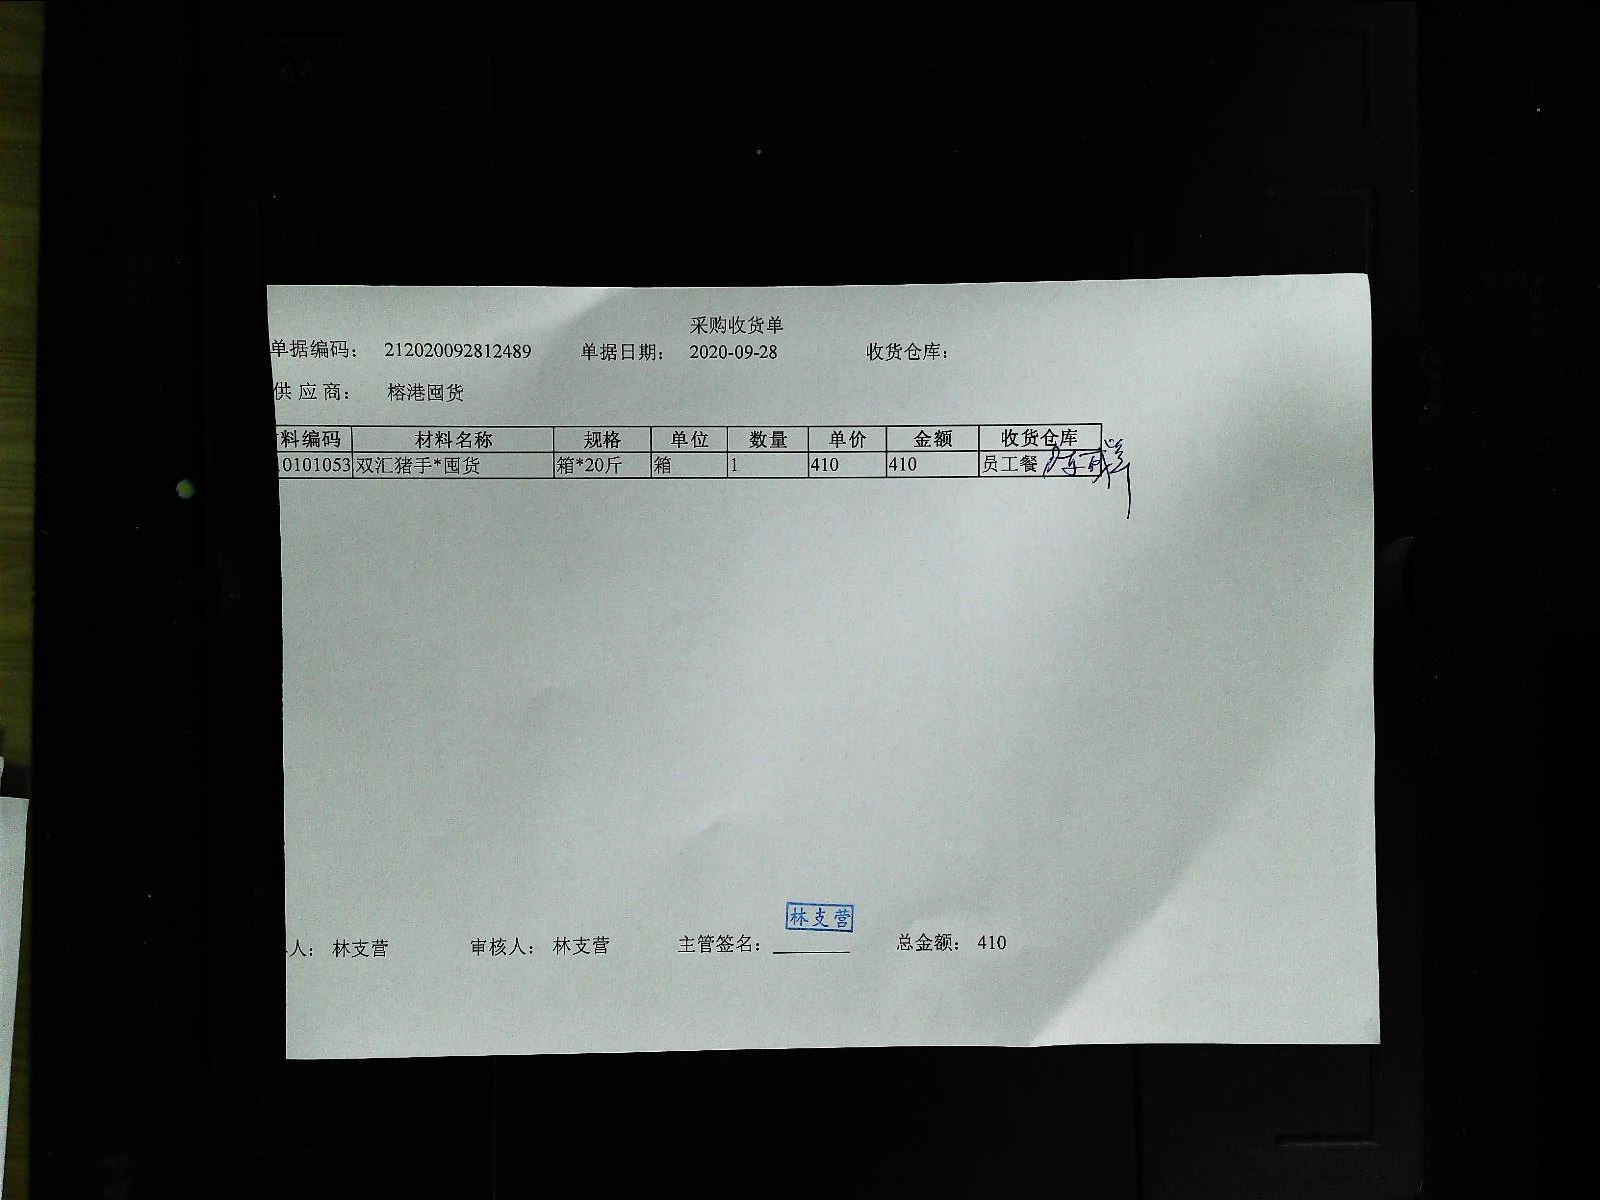 采购收货单
单据编码： 212020092812489 单据日期： 2020-09-28 收货仓库：
供应商： 榕港囤货
料编码 材料名称 规格 单位 数量 单价 金额 收货仓库
0101053 双汇猪手*囤货 箱*20斤 箱 1 410 410 员工餐
林支营
人： 林支营 审核人： 林支营 主管签名： 总金额： 410